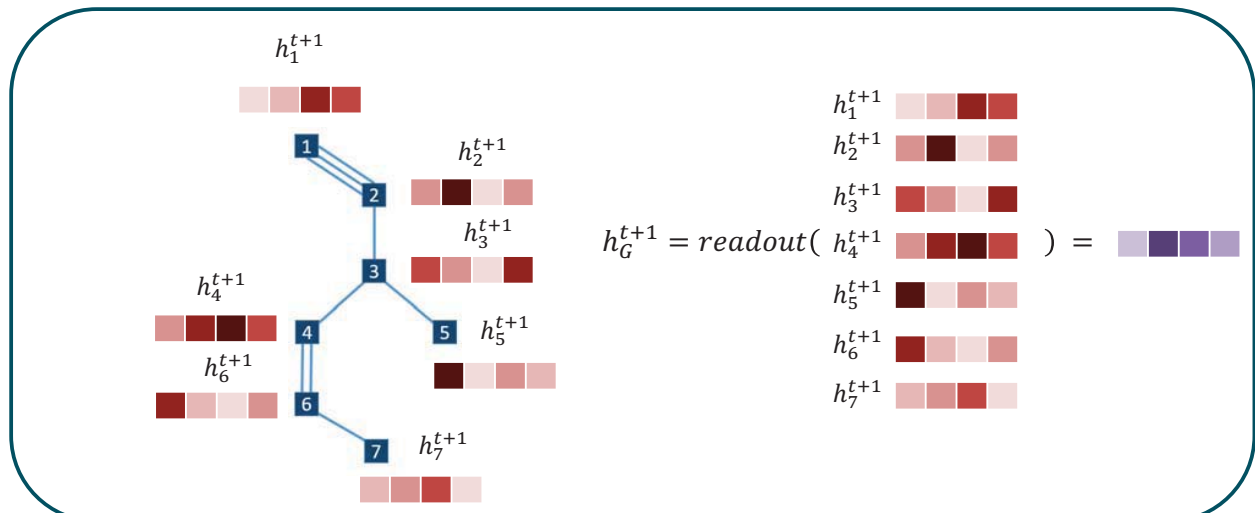 h_1^{t+1}
1
h_2^{t+1}
2
h_3^{t+1}
3
h_4^{t+1}
4
5
h_5^{t+1}
h_6^{t+1}
6
7
h_7^{t+1}
h_1^{t+1}
h_2^{t+1}
h_3^{t+1}
h_G^{t+1} = readout( h_4^{t+1} ) =
h_5^{t+1}
h_6^{t+1}
h_7^{t+1}